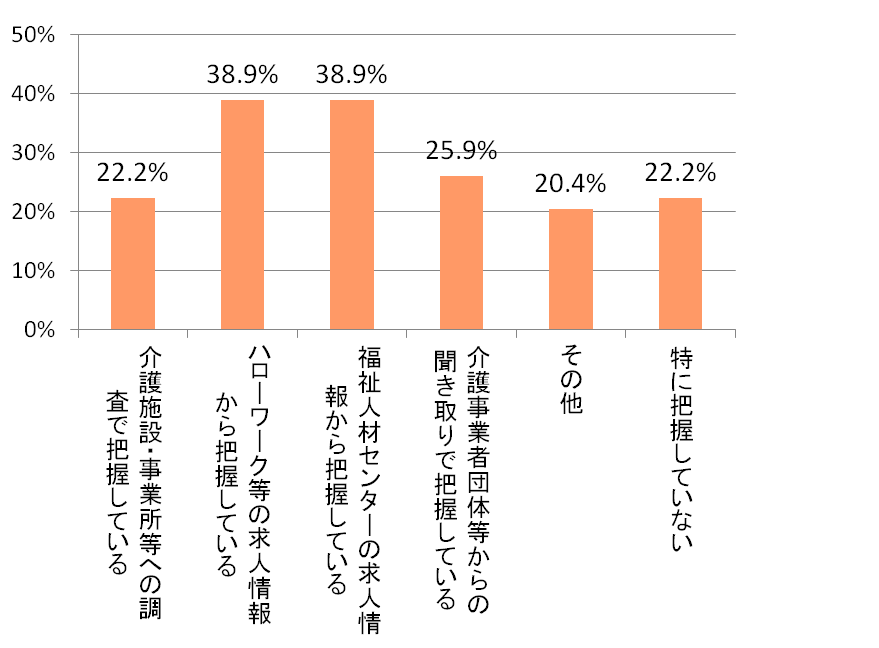 50%
40%
30%
20%
10%
0%
22.2%
38.9%
38.9%
25.9%
20.4%
22.2%
介護施設・事業所等への調
査で把握している
ハローワーク等の求人情報
から把握している
福祉人材センターの求人情
報から把握している
介護事業者団体等からの
聞き取りで把握している
その他
特に把握していない